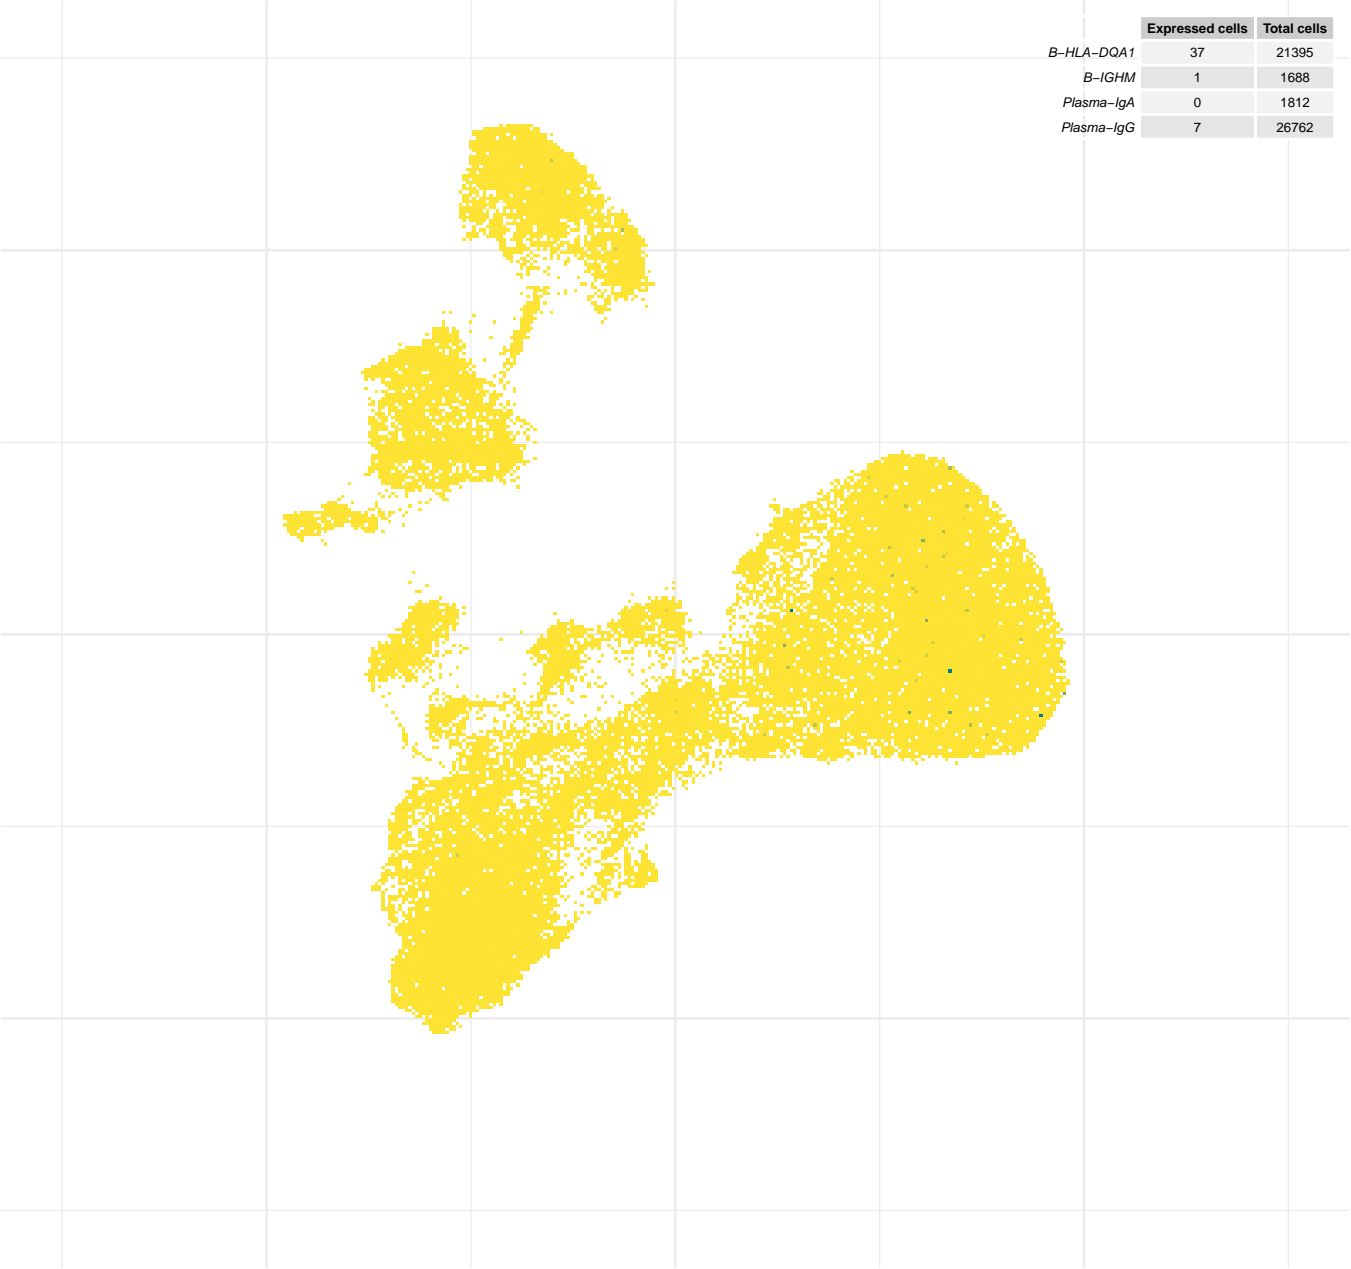 Expressed cells Total cells
B−HLA−DQA1 37 21395
B−IGHM 1 1688
Plasma−IgA 0 1812
Plasma−IgG 7 26762